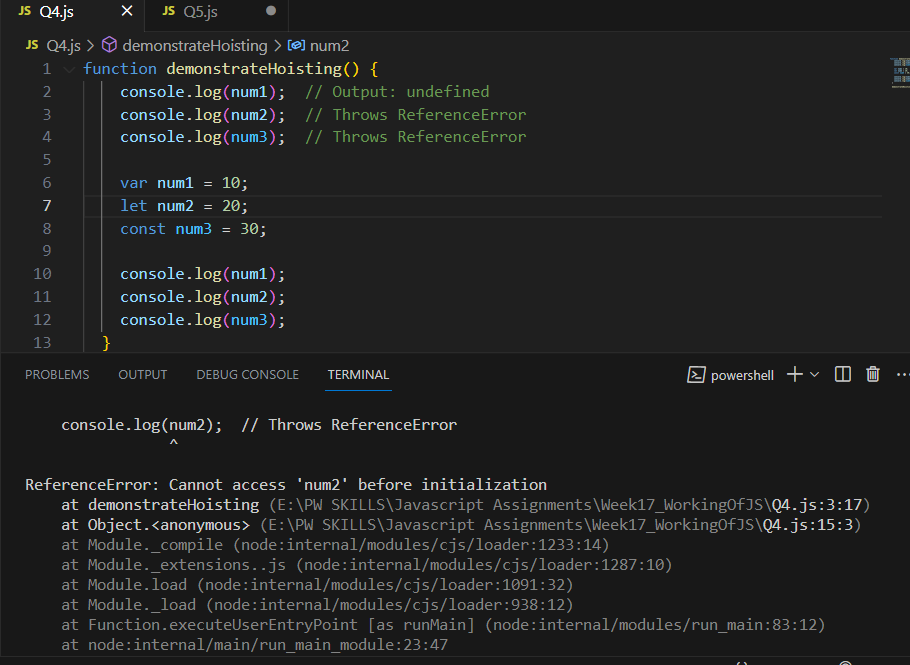 JS Q4.js × JS Q5.js ●
JS Q4.js > demonstrateHoisting > num2
1 function demonstrateHoisting() {
2 console.log(num1);  // Output: undefined
3 console.log(num2);  // Throws ReferenceError
4 console.log(num3);  // Throws ReferenceError
5
6 var num1 = 10;
7 let num2 = 20;
8 const num3 = 30;
9
10 console.log(num1);
11 console.log(num2);
12 console.log(num3);
13 }
PROBLEMS OUTPUT DEBUG CONSOLE TERMINAL powershell
console.log(num2);  // Throws ReferenceError
^
ReferenceError: Cannot access 'num2' before initialization
at demonstrateHoisting (E:\PW SKILLS\Javascript Assignments\Week17_WorkingOfJS\Q4.js:3:17)
at Object.<anonymous> (E:\PW SKILLS\Javascript Assignments\Week17_WorkingOfJS\Q4.js:15:3)
at Module._compile (node:internal/modules/cjs/loader:1233:14)
at Module._extensions..js (node:internal/modules/cjs/loader:1287:10)
at Module.load (node:internal/modules/cjs/loader:1091:32)
at Module._load (node:internal/modules/cjs/loader:938:12)
at Function.executeUserEntryPoint [as runMain] (node:internal/modules/run_main:83:12)
at node:internal/main/run_main_module:23:47